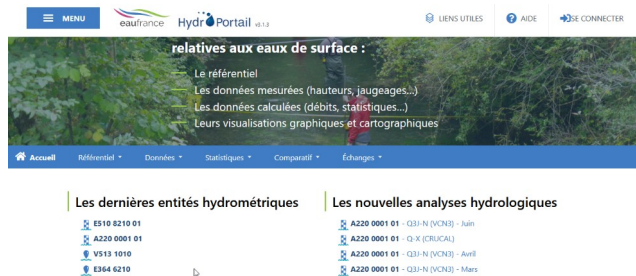 MENU
eaufrance
HydroPortail v3.1.3
LIENS UTILES
AIDE
SE CONNECTER
relatives aux eaux de surface :
Le référentiel
Les données mesurées (hauteurs, jaugeages...)
Les données calculées (débits, statistiques...)
Leurs visualisations graphiques et cartographiques
Accueil
Référentiel
Données
Statistiques
Comparatif
Échanges
Les dernières entités hydrométriques
E510 8210 01
A220 0001 01
V513 1010
E364 6210
Les nouvelles analyses hydrologiques
A220 0001 01 - Q3J-N (VCN3) - Juin
A220 0001 01 - Q-X (CRUCAL)
A220 0001 01 - Q3J-N (VCN3) - Avril
A220 0001 01 - Q3J-N (VCN3) - Mars